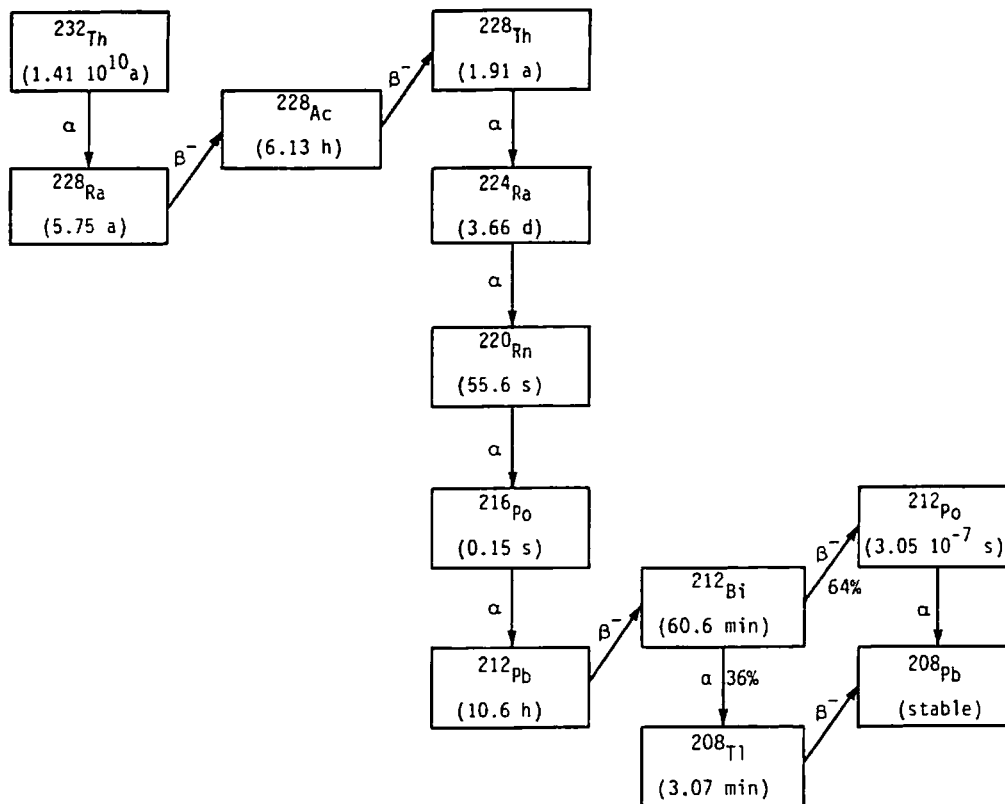 ²³²Th
(1.41 10¹⁰a)
α
²²⁸Ra
(5.75 a)
β⁻
²²⁸Ac
(6.13 h)
β⁻
²²⁸Th
(1.91 a)
α
²²⁴Ra
(3.66 d)
α
²²⁰Rn
(55.6 s)
α
²¹⁶Po
(0.15 s)
α
²¹²Pb
(10.6 h)
β⁻
²¹²Bi
(60.6 min)
β⁻
64%
²¹²Po
(3.05 10⁻⁷ s)
α
α 36%
²⁰⁸Tl
(3.07 min)
β⁻
²⁰⁸Pb
(stable)